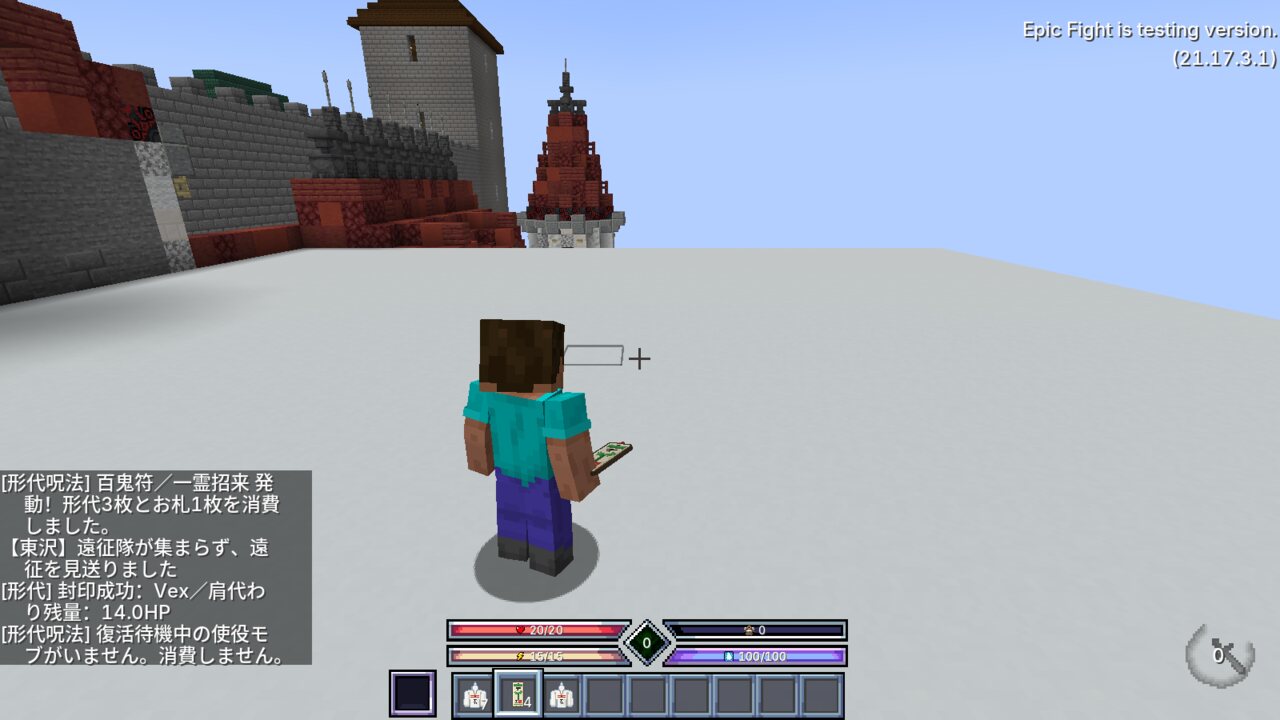 Epic Fight is testing version.
(21.17.3.1)
[形代呪法] 百鬼符／一霊招来 発
動！形代3枚とお札1枚を消費
しました。
【東沢】遠征隊が集まらず、遠
征を見送りました
[形代] 封印成功：Vex／肩代わ
り残量：14.0HP
[形代呪法] 復活待機中の使役モ
ブがいません。消費しません。
20/20
0
0
15/15
100/100
7
4
0